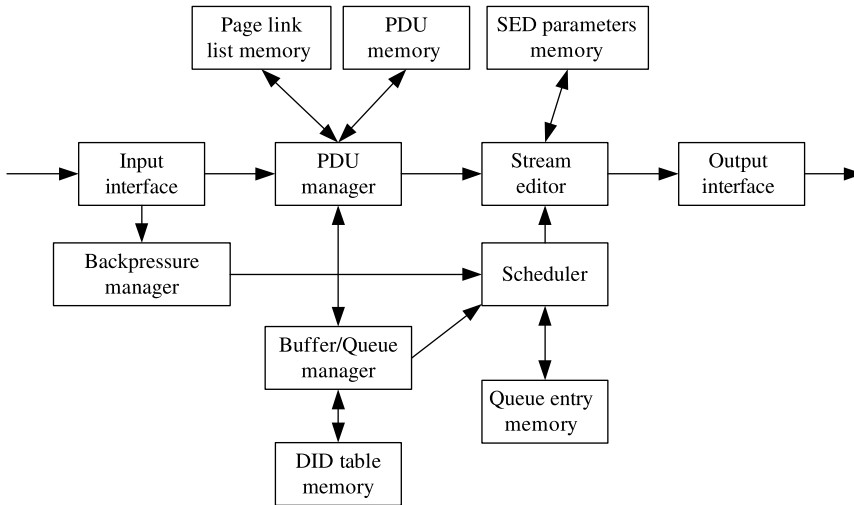 Page link
list memory
PDU
memory
SED parameters
memory
Input
interface
PDU
manager
Stream
editor
Output
interface
Backpressure
manager
Scheduler
Buffer/Queue
manager
Queue entry
memory
DID table
memory